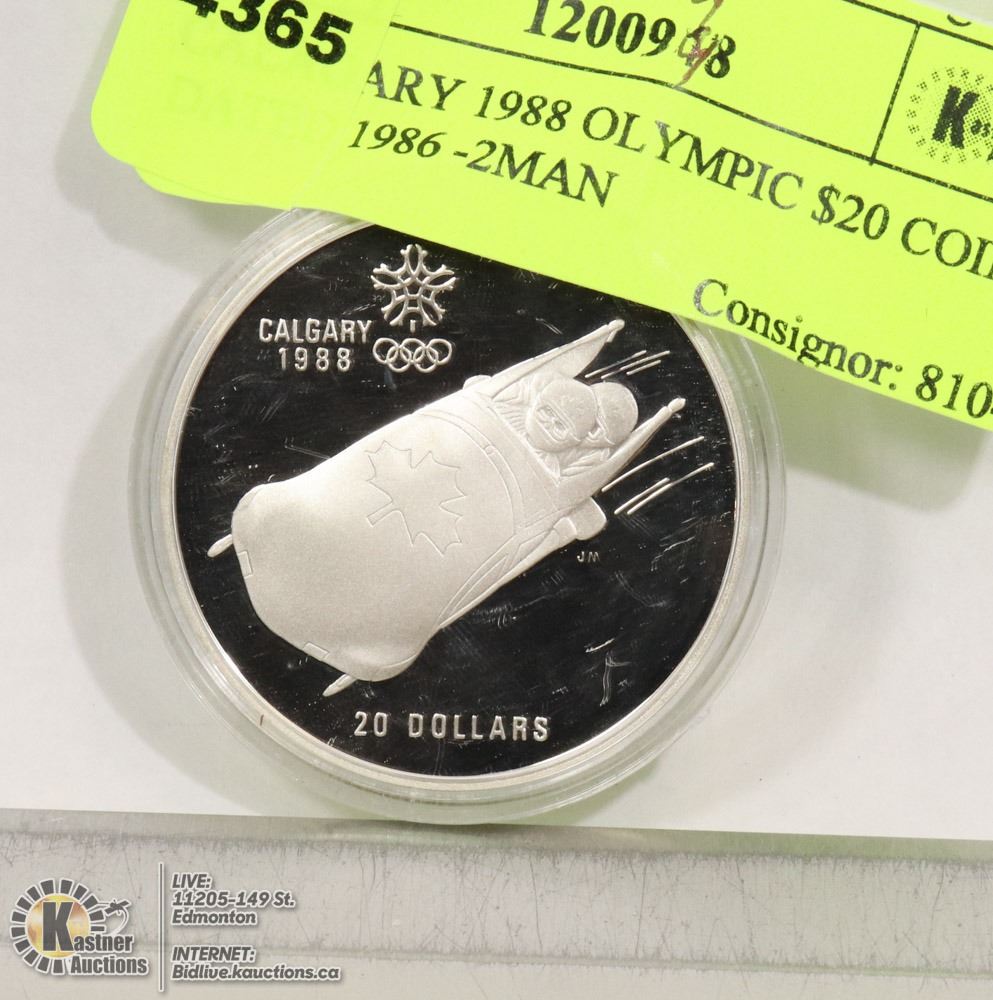 4365
ARY 1988 OLYMPIC $20 COI
1986 -2MAN
Consignor: 810
CALGARY
1988
JM
20 DOLLARS
Kastner
Auctions
LIVE:
11205-149 St.
Edmonton
INTERNET:
Bidlive.kauctions.ca